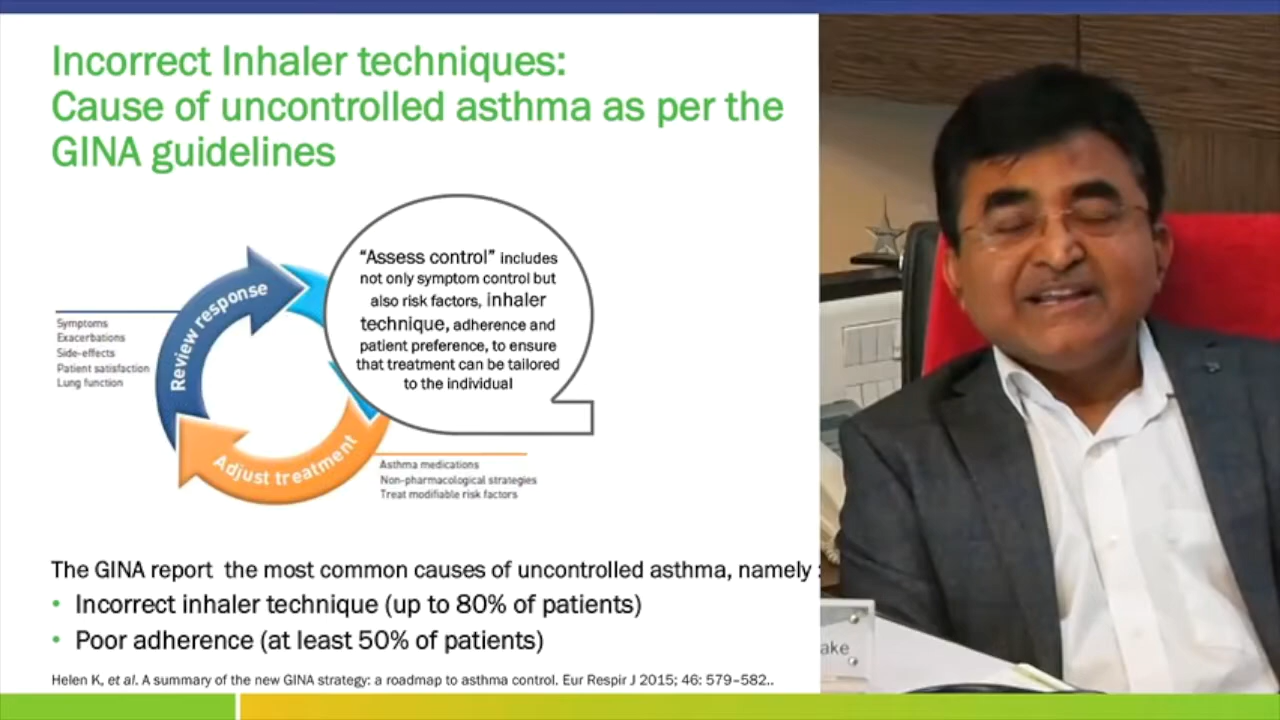 Incorrect Inhaler techniques:
Cause of uncontrolled asthma as per the
GINA guidelines
"Assess control" includes
not only symptom control but
also risk factors, inhaler
technique, adherence and
patient preference, to ensure
that treatment can be tailored
to the individual
Review response
Symptoms
Exacerbations
Side-effects
Patient satisfaction
Lung function
Adjust treatment
Asthma medications
Non-pharmacological strategies
Treat modifiable risk factors
The GINA report the most common causes of uncontrolled asthma, namely :
• Incorrect inhaler technique (up to 80% of patients)
• Poor adherence (at least 50% of patients)
Helen K, et al. A summary of the new GINA strategy: a roadmap to asthma control. Eur Respir J 2015; 46: 579–582..
ake